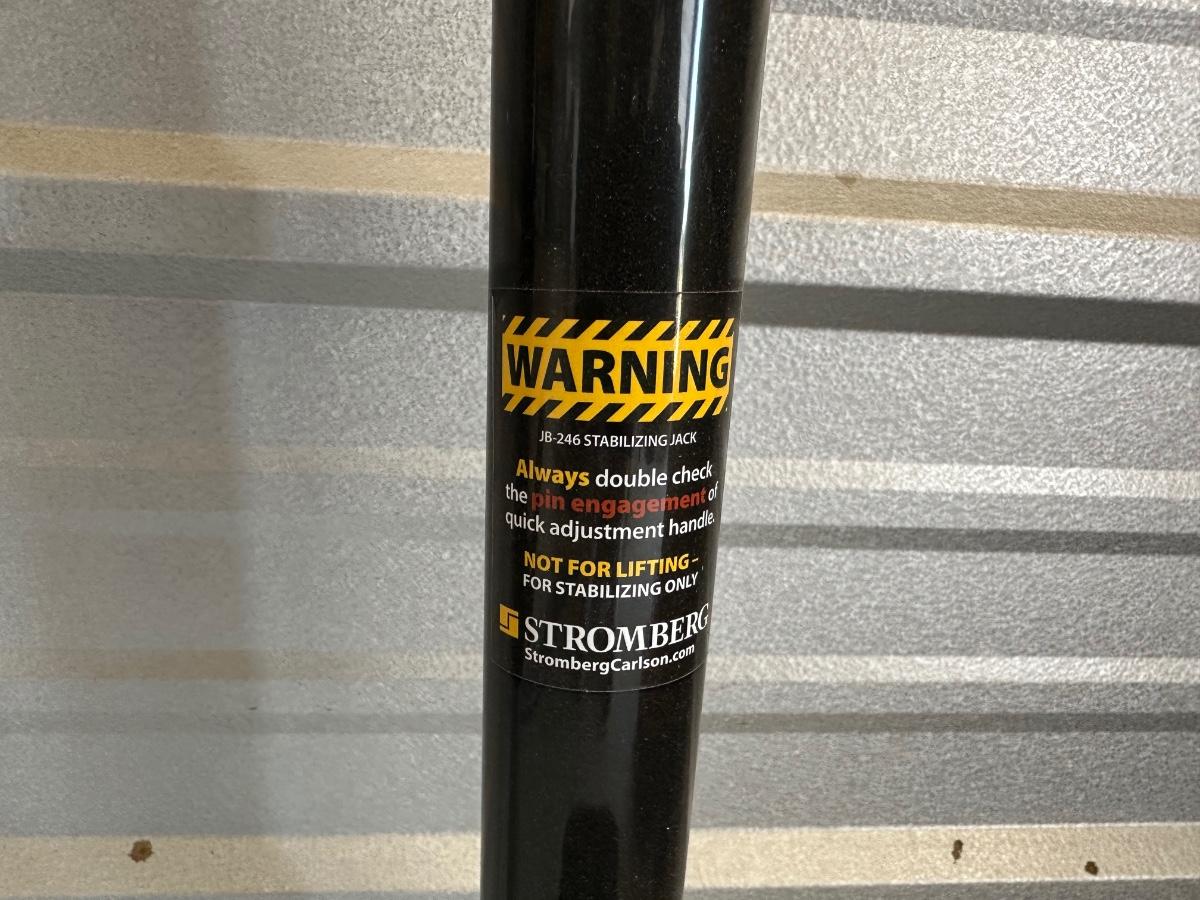 WARNING
JB-246 STABILIZING JACK
Always double check
the pin engagement of
quick adjustment handle.
NOT FOR LIFTING –
FOR STABILIZING ONLY
STROMBERG
StrombergCarlson.com